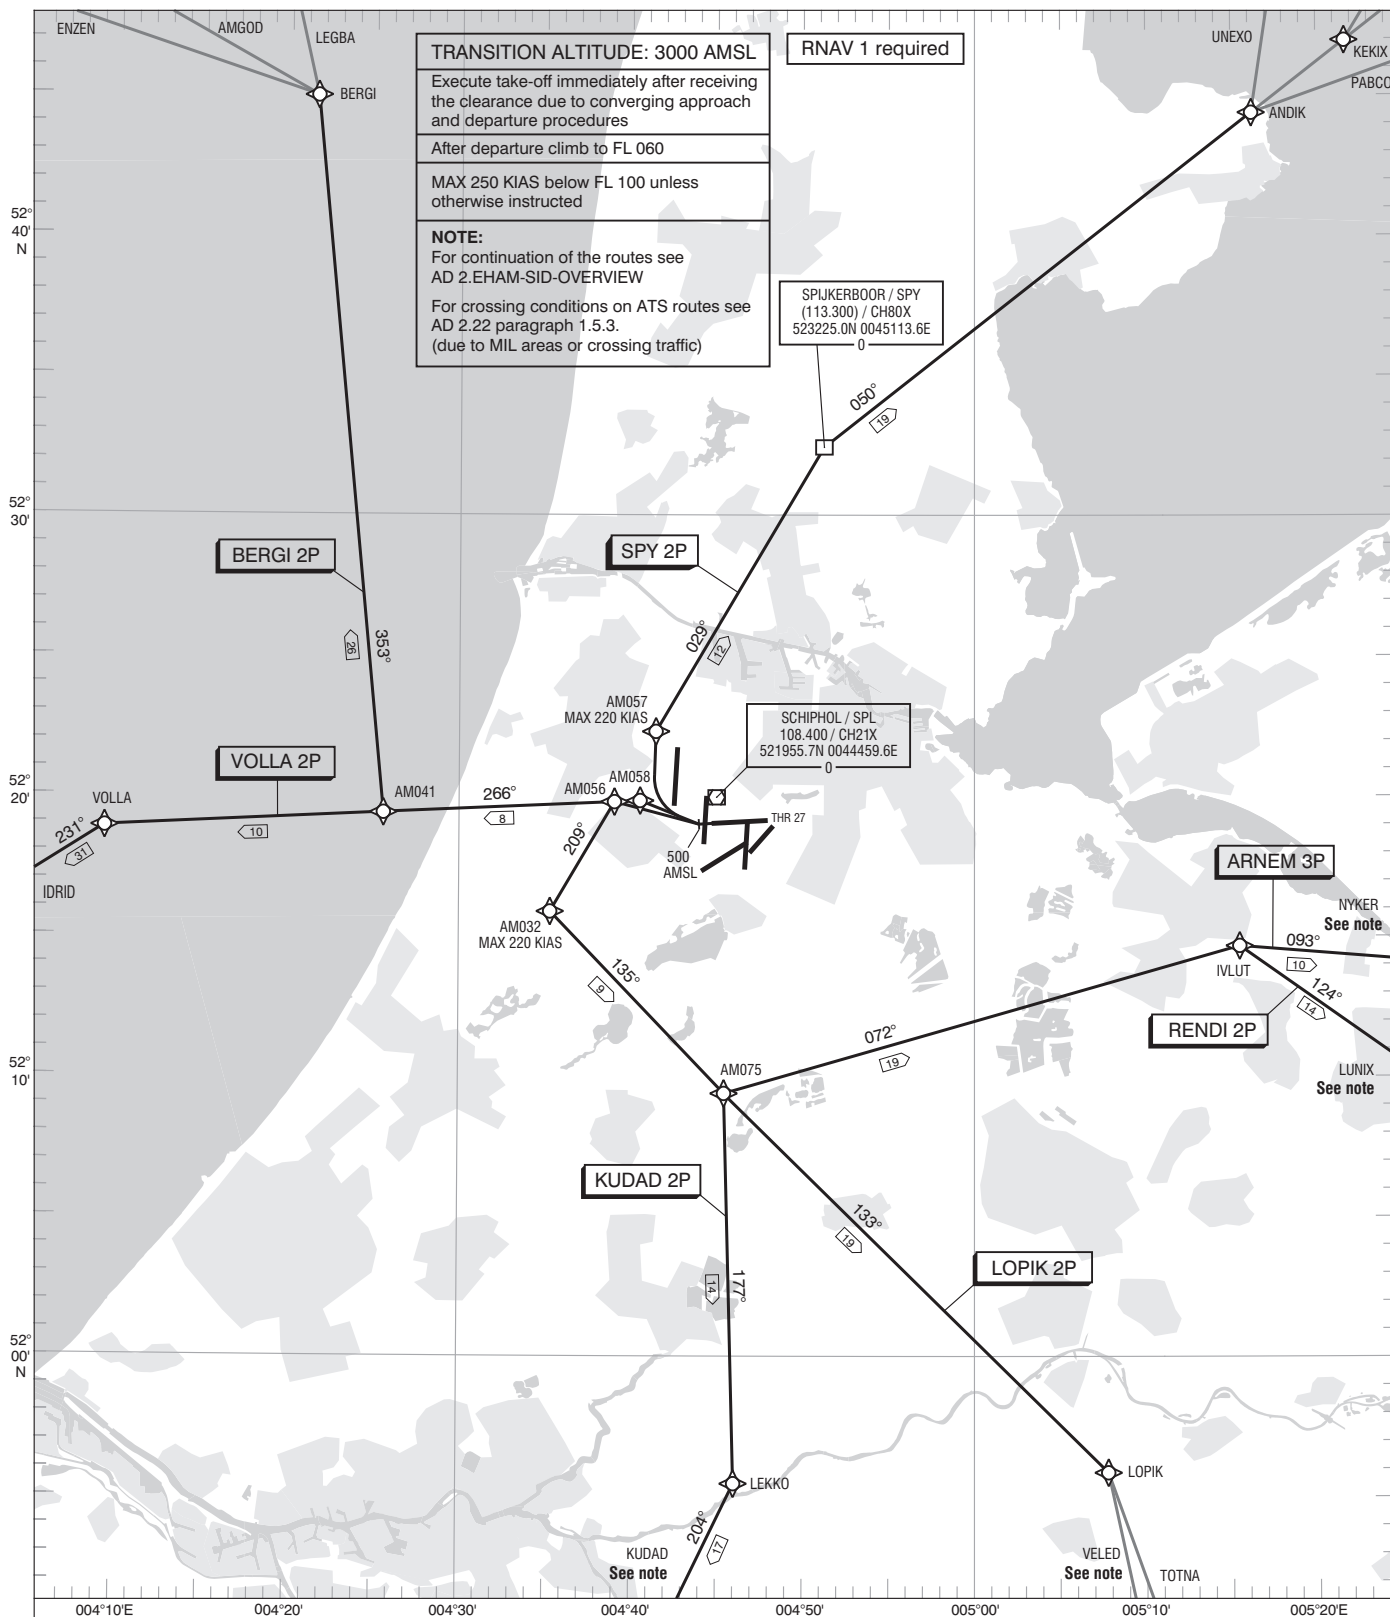 ENZEN
AMGOD
LEGBA
BERGI
TRANSITION ALTITUDE: 3000 AMSL
Execute take-off immediately after receiving
the clearance due to converging approach
and departure procedures
After departure climb to FL 060
MAX 250 KIAS below FL 100 unless
otherwise instructed
NOTE:
For continuation of the routes see
AD 2.EHAM-SID-OVERVIEW
For crossing conditions on ATS routes see
AD 2.22 paragraph 1.5.3.
(due to MIL areas or crossing traffic)
RNAV 1 required
UNEXO
KEKIX
PABCO
ANDIK
52°
40'
N
SPIJKERBOOR / SPY
(113.300) / CH80X
523225.0N 0045113.6E
0
050°
19
52°
30'
BERGI 2P
SPY 2P
353°
26
029°
12
AM057
MAX 220 KIAS
SCHIPHOL / SPL
108.400 / CH21X
521955.7N 0044459.6E
0
VOLLA 2P
52°
20'
VOLLA
AM041
266°
8
AM056
AM058
10
231°
31
IDRID
209°
THR 27
500
AMSL
ARNEM 3P
NYKER
See note
AM032
MAX 220 KIAS
093°
10
IVLUT
135°
9
124°
14
RENDI 2P
072°
19
LUNIX
See note
52°
10'
AM075
KUDAD 2P
133°
19
177°
14
LOPIK 2P
52°
00'
N
LEKKO
LOPIK
204°
17
KUDAD
See note
VELED
See note
TOTNA
004°10'E
004°20'
004°30'
004°40'
004°50'
005°00'
005°10'
005°20'E